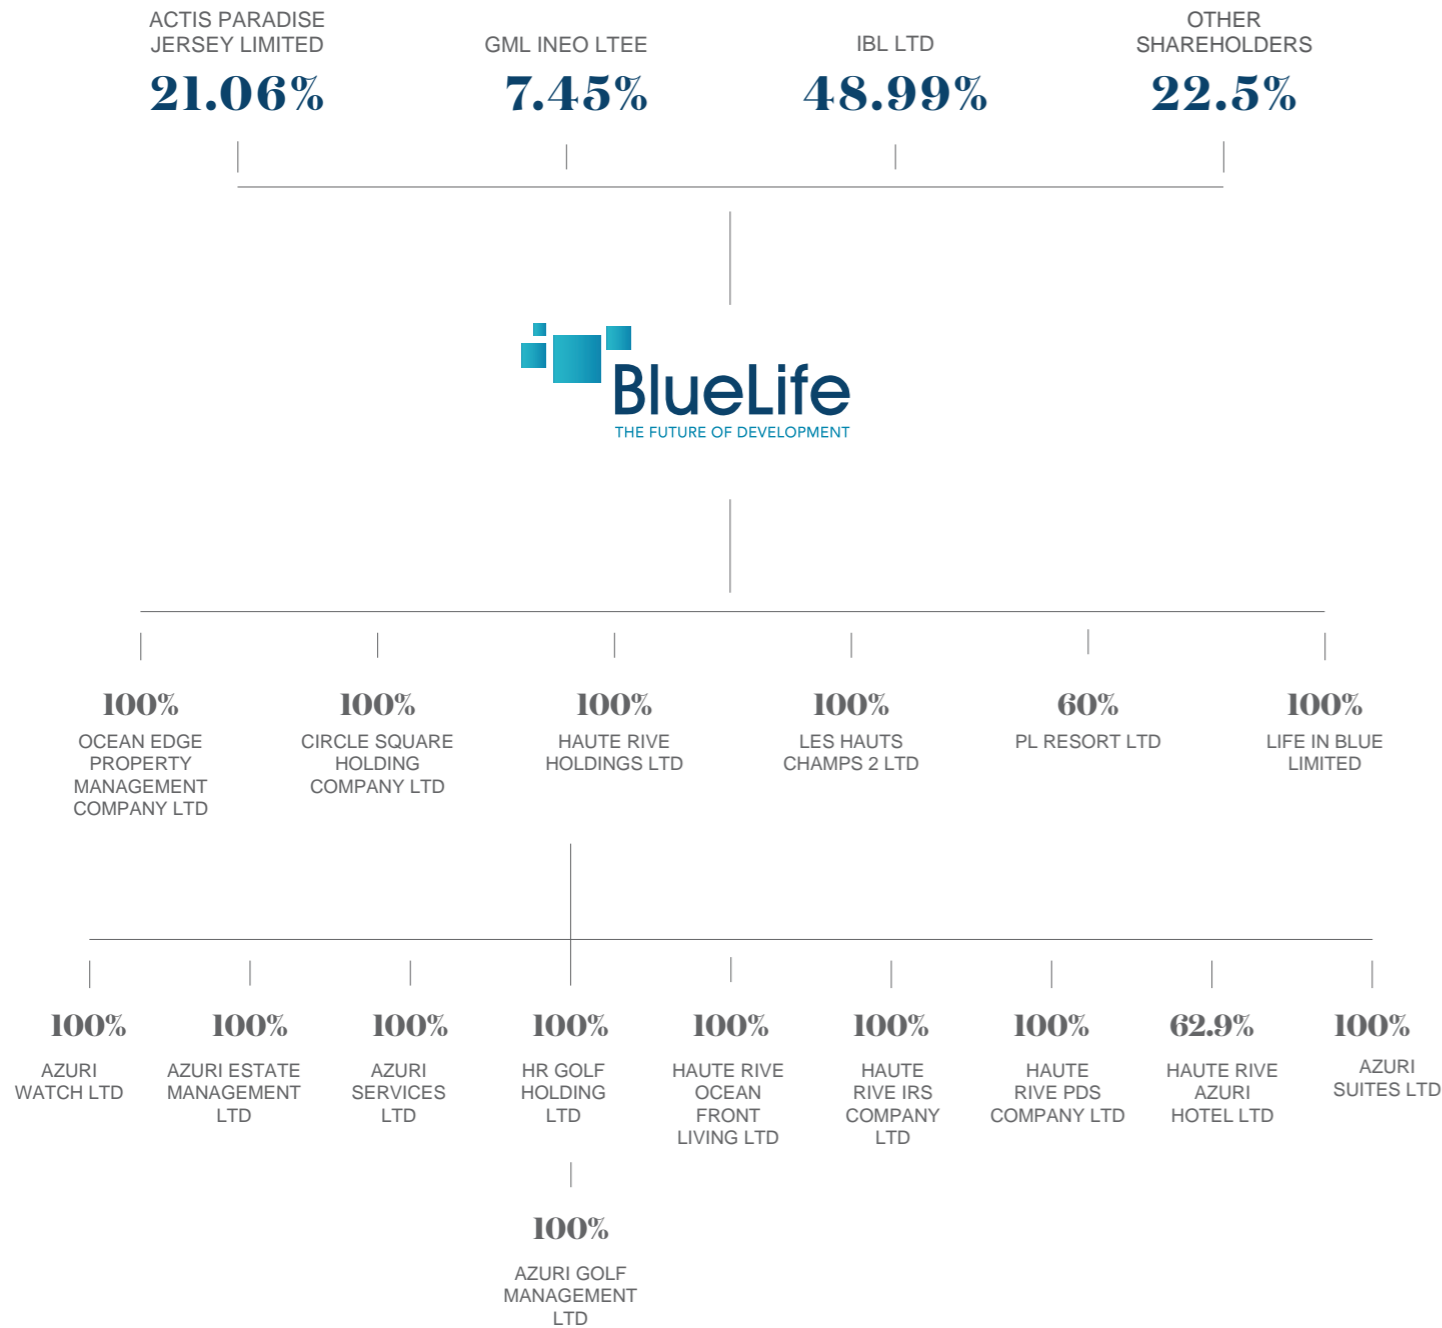 ACTIS PARADISE
JERSEY LIMITED
21.06%
GML INEO LTEE
7.45%
IBL LTD
48.99%
OTHER
SHAREHOLDERS
22.5%
BlueLife
THE FUTURE OF DEVELOPMENT
100%
OCEAN EDGE
PROPERTY
MANAGEMENT
COMPANY LTD
100%
CIRCLE SQUARE
HOLDING
COMPANY LTD
100%
HAUTE RIVE
HOLDINGS LTD
100%
LES HAUTS
CHAMPS 2 LTD
60%
PL RESORT LTD
100%
LIFE IN BLUE
LIMITED
100%
AZURI
WATCH LTD
100%
AZURI ESTATE
MANAGEMENT
LTD
100%
AZURI
SERVICES
LTD
100%
HR GOLF
HOLDING
LTD
100%
HAUTE RIVE
OCEAN
FRONT
LIVING LTD
100%
HAUTE
RIVE IRS
COMPANY
LTD
100%
HAUTE
RIVE PDS
COMPANY LTD
62.9%
HAUTE RIVE
AZURI
HOTEL LTD
100%
AZURI
SUITES LTD
100%
AZURI GOLF
MANAGEMENT
LTD